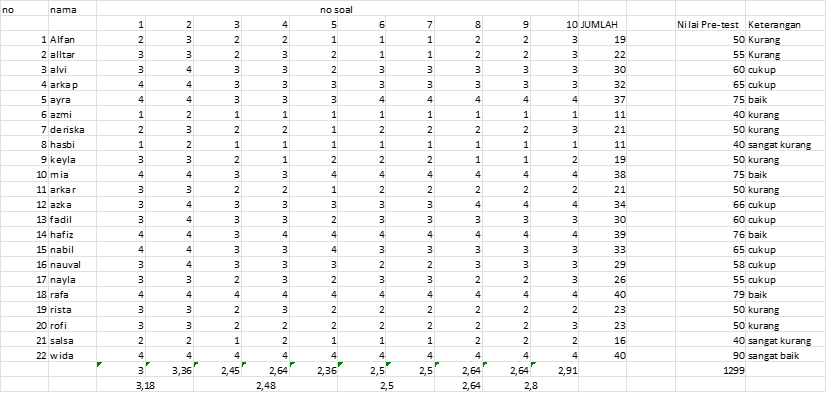 no nama no soal
1 2 3 4 5 6 7 8 9 10 JUMLAH Nilai Pre-test Keterangan
1 Alfan 2 3 2 2 1 1 1 2 2 3 19 50 Kurang
2 alltar 3 3 2 3 2 1 1 2 2 3 22 55 Kurang
3 alvi 3 4 3 3 2 3 3 3 3 3 30 60 cukup
4 arkap 4 4 3 3 3 3 3 3 3 3 32 65 cukup
5 ayra 4 4 3 3 3 4 4 4 4 4 37 75 baik
6 azmi 1 2 1 1 1 1 1 1 1 1 11 40 kurang
7 deriska 2 3 2 2 1 2 2 2 2 3 21 50 kurang
8 hasbi 1 2 1 1 1 1 1 1 1 1 11 40 sangat kurang
9 keyla 3 3 2 1 2 2 2 1 1 2 19 50 kurang
10 mia 4 4 3 3 4 4 4 4 4 4 38 75 baik
11 arkar 3 3 2 2 1 2 2 2 2 2 21 50 kurang
12 azka 3 4 3 3 3 3 3 4 4 4 34 66 cukup
13 fadil 3 4 3 3 2 3 3 3 3 3 30 60 cukup
14 hafiz 4 4 3 4 4 4 4 4 4 4 39 76 baik
15 nabil 4 4 3 3 4 3 3 3 3 3 33 65 cukup
16 nauval 3 4 3 3 3 2 2 3 3 3 29 58 cukup
17 nayla 3 3 2 3 2 3 3 2 2 3 26 55 cukup
18 rafa 4 4 4 4 4 4 4 4 4 4 40 79 baik
19 rista 3 3 2 3 2 2 2 2 2 2 23 50 kurang
20 rofi 3 3 2 2 2 2 2 2 2 3 23 50 kurang
21 salsa 2 2 1 2 1 1 1 2 2 2 16 40 sangat kurang
22 wida 4 4 4 4 4 4 4 4 4 4 40 90 sangat baik
3 3,36 2,45 2,64 2,36 2,5 2,5 2,64 2,64 2,91 1299
3,18 2,48 2,5 2,64 2,8